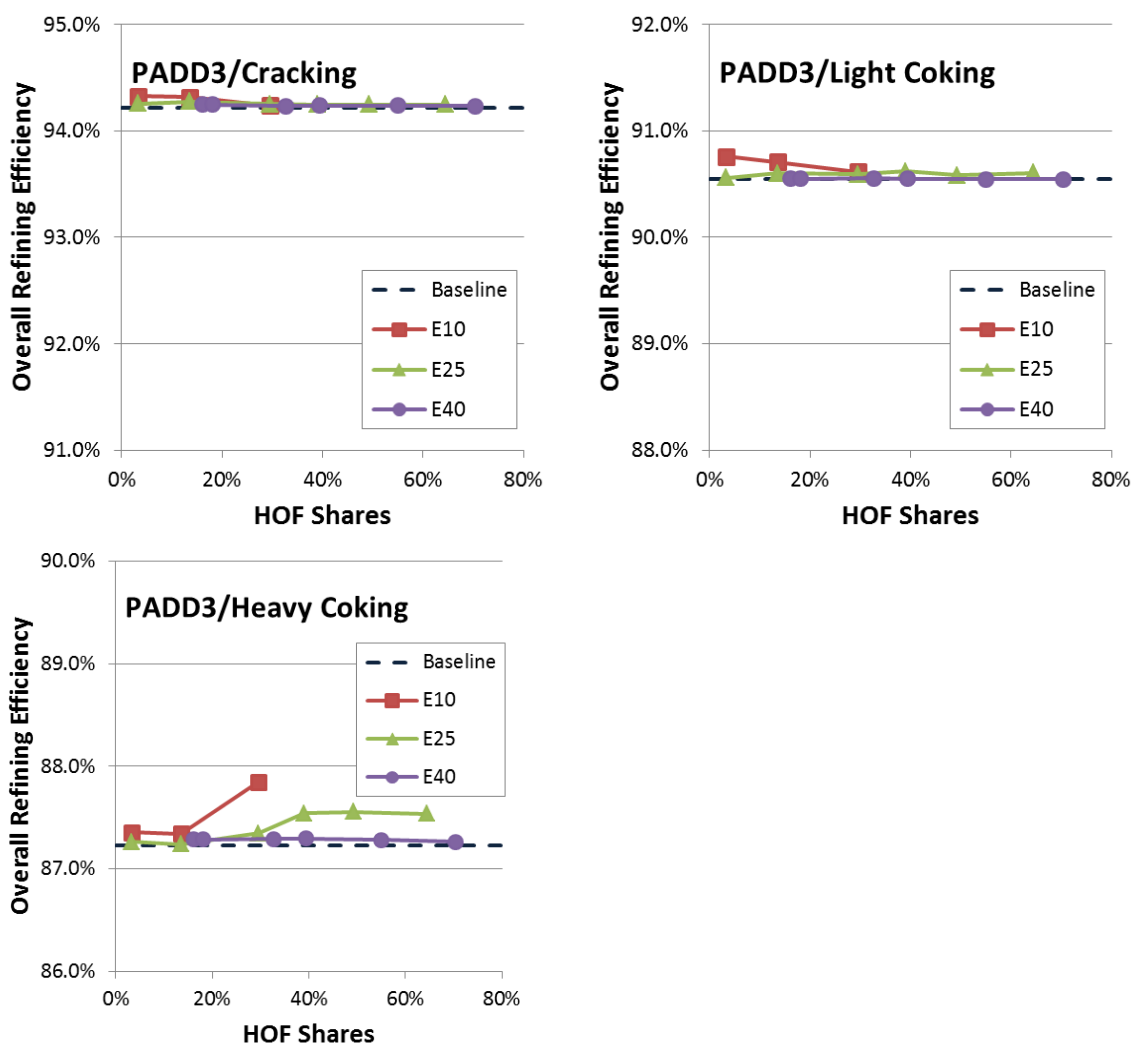 PADD3/Cracking
Overall Refining Efficiency
95.0%
94.0%
93.0%
92.0%
91.0%
Baseline
E10
E25
E40
0% 20% 40% 60% 80%
HOF Shares
PADD3/Light Coking
Overall Refining Efficiency
92.0%
91.0%
90.0%
89.0%
88.0%
Baseline
E10
E25
E40
0% 20% 40% 60% 80%
HOF Shares
PADD3/Heavy Coking
Overall Refining Efficiency
90.0%
89.0%
88.0%
87.0%
86.0%
Baseline
E10
E25
E40
0% 20% 40% 60% 80%
HOF Shares